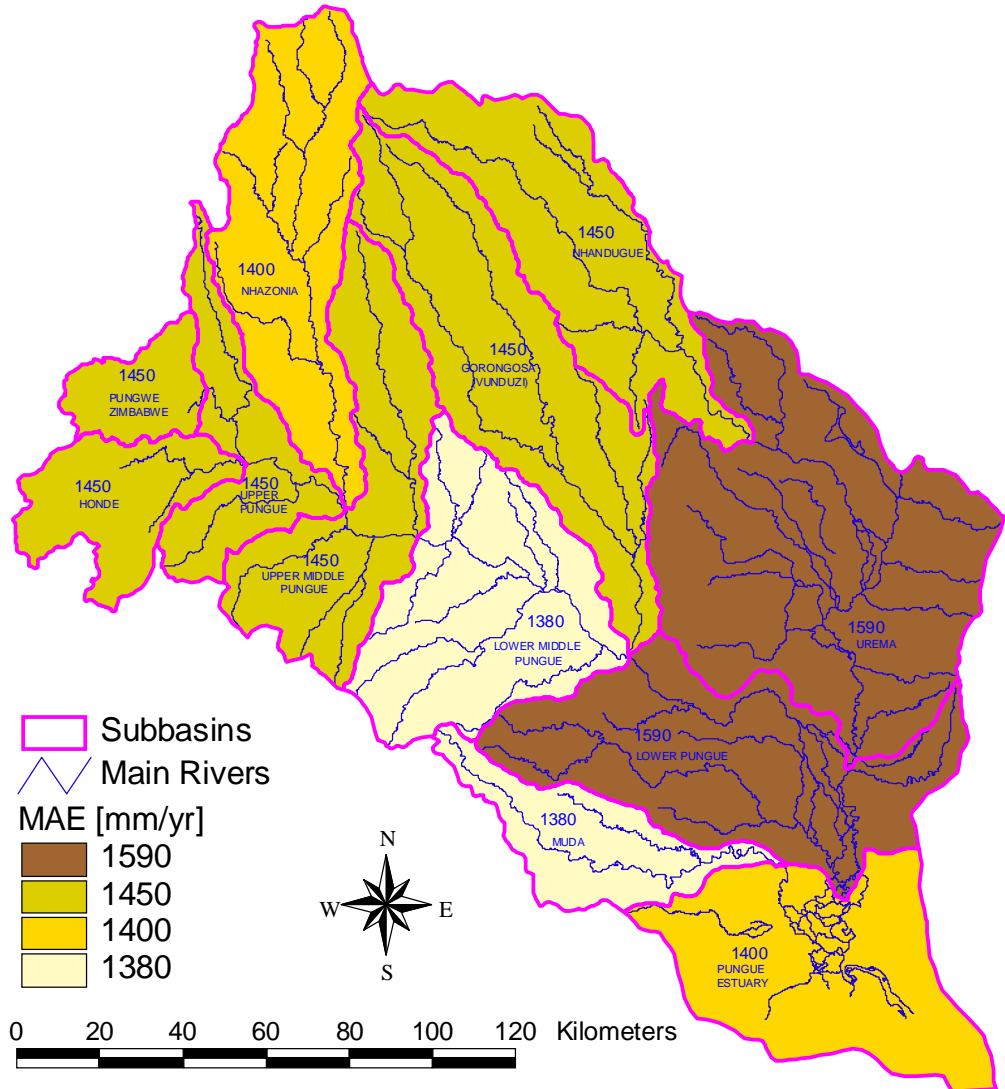 1450
NHANDUGUE
1400
NHAZONIA
1450
GORONGOSA
(VUNDUZI)
1450
PUNGWE
ZIMBABWE
1450
HONDE
1450
UPPER
PUNGUE
1450
UPPER MIDDLE
PUNGUE
1380
LOWER MIDDLE
PUNGUE
1590
UREMA
1590
LOWER PUNGUE
1380
MUDA
1400
PUNGUE
ESTUARY
Subbasins
Main Rivers
MAE [mm/yr]
1590
1450
1400
1380
N
W
E
S
0 20 40 60 80 100 120 Kilometers